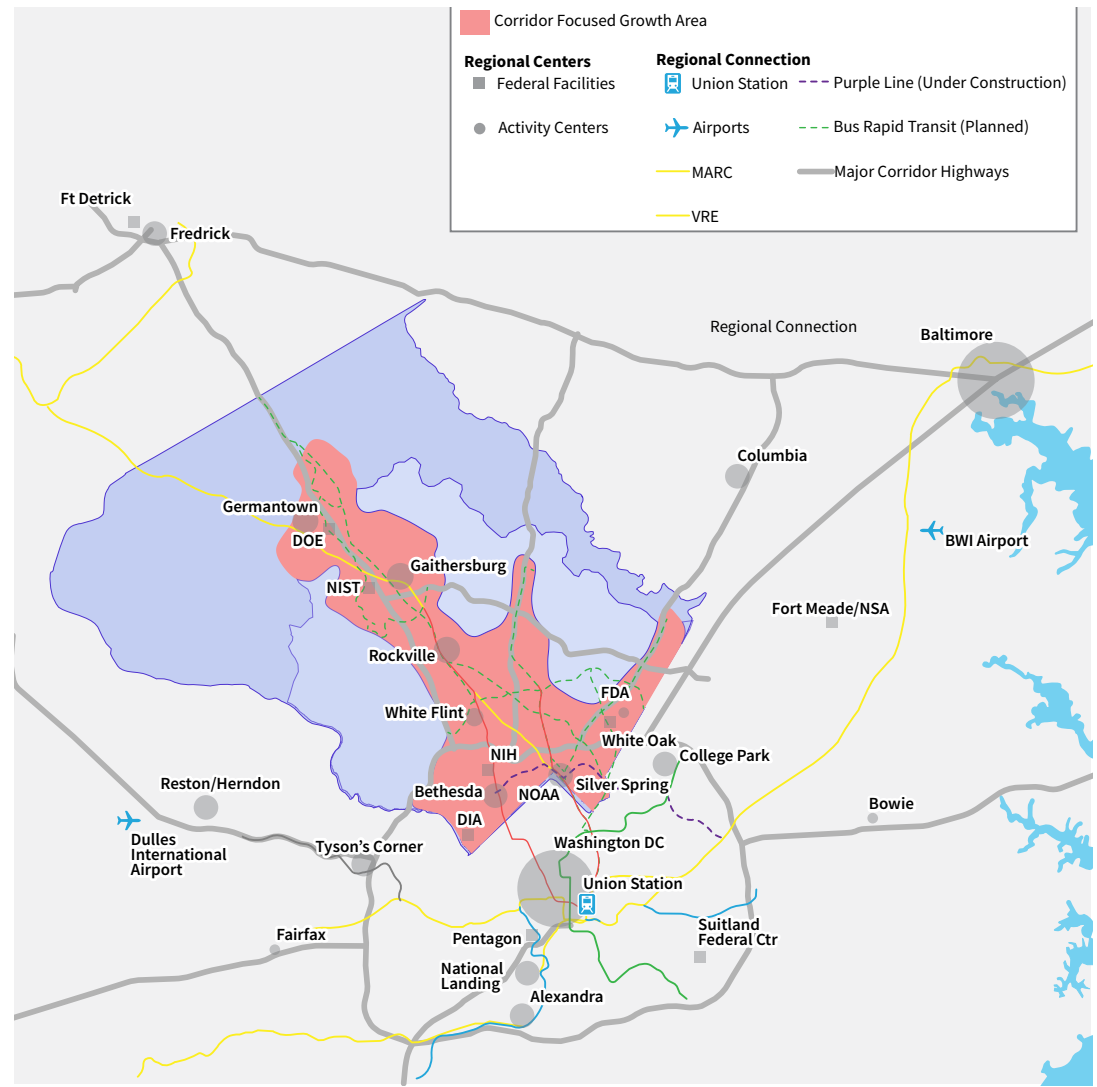 Corridor Focused Growth Area
Regional Centers
Regional Connection
Federal Facilities
Union Station
Purple Line (Under Construction)
Activity Centers
Airports
Bus Rapid Transit (Planned)
MARC
Major Corridor Highways
VRE
Ft Detrick
Fredrick
Regional Connection
Baltimore
Columbia
Germantown
DOE
BWI Airport
Gaithersburg
NIST
Fort Meade/NSA
Rockville
FDA
White Flint
White Oak
NIH
College Park
Reston/Herndon
Bethesda
NOAA
Silver Spring
Bowie
DIA
Dulles
International
Airport
Tyson's Corner
Washington DC
Union Station
Fairfax
Pentagon
Suitland
Federal Ctr
National
Landing
Alexandra